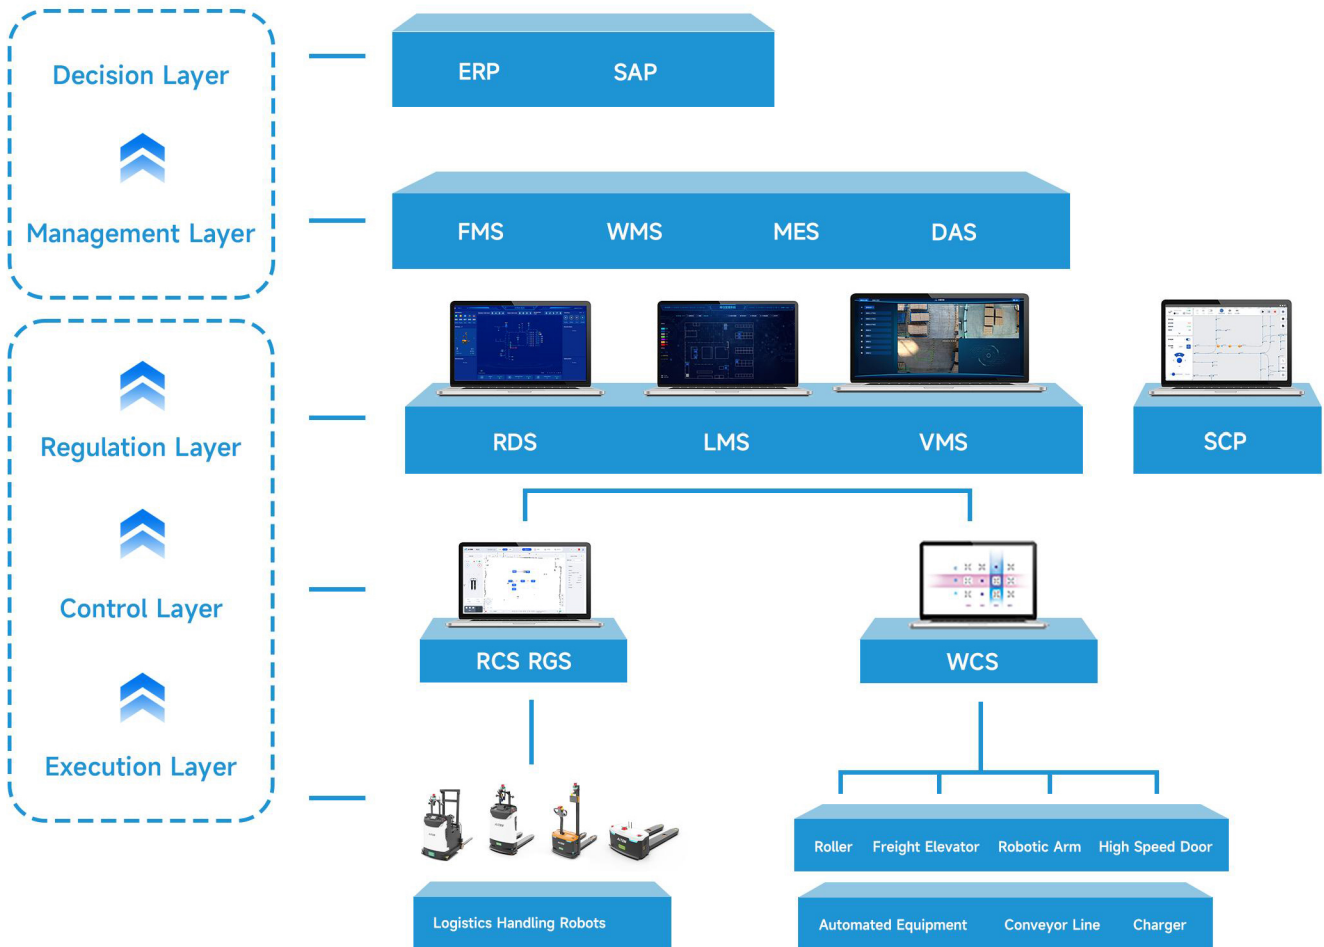 Decision Layer
ERP SAP
Management Layer
FMS WMS MES DAS
Regulation Layer
RDS LMS VMS SCP
Control Layer
RCS RGS WCS
Execution Layer
Roller Freight Elevator Robotic Arm High Speed Door
Logistics Handling Robots
Automated Equipment Conveyor Line Charger